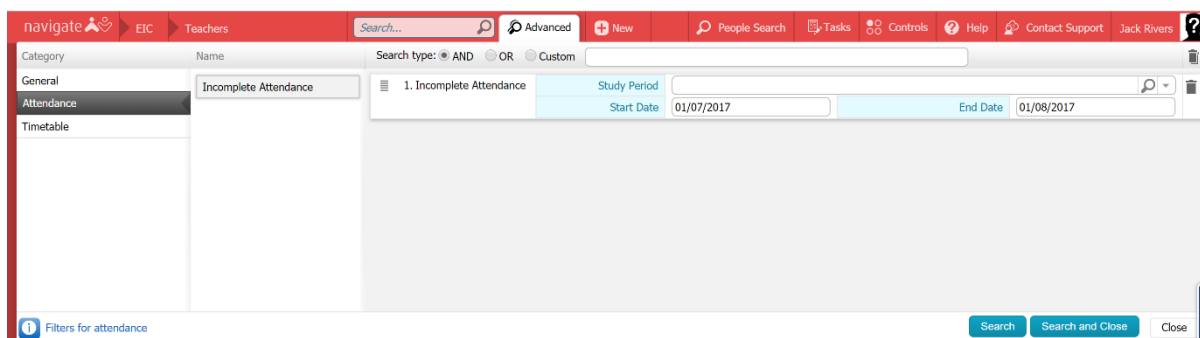 navigate EIC Teachers Search... Advanced New People Search Tasks Controls Help Contact Support Jack Rivers ?
Category Name Search type: AND OR Custom
General Incomplete Attendance 1. Incomplete Attendance Study Period
Attendance Start Date 01/07/2017 End Date 01/08/2017
Timetable
Filters for attendance Search Search and Close Close